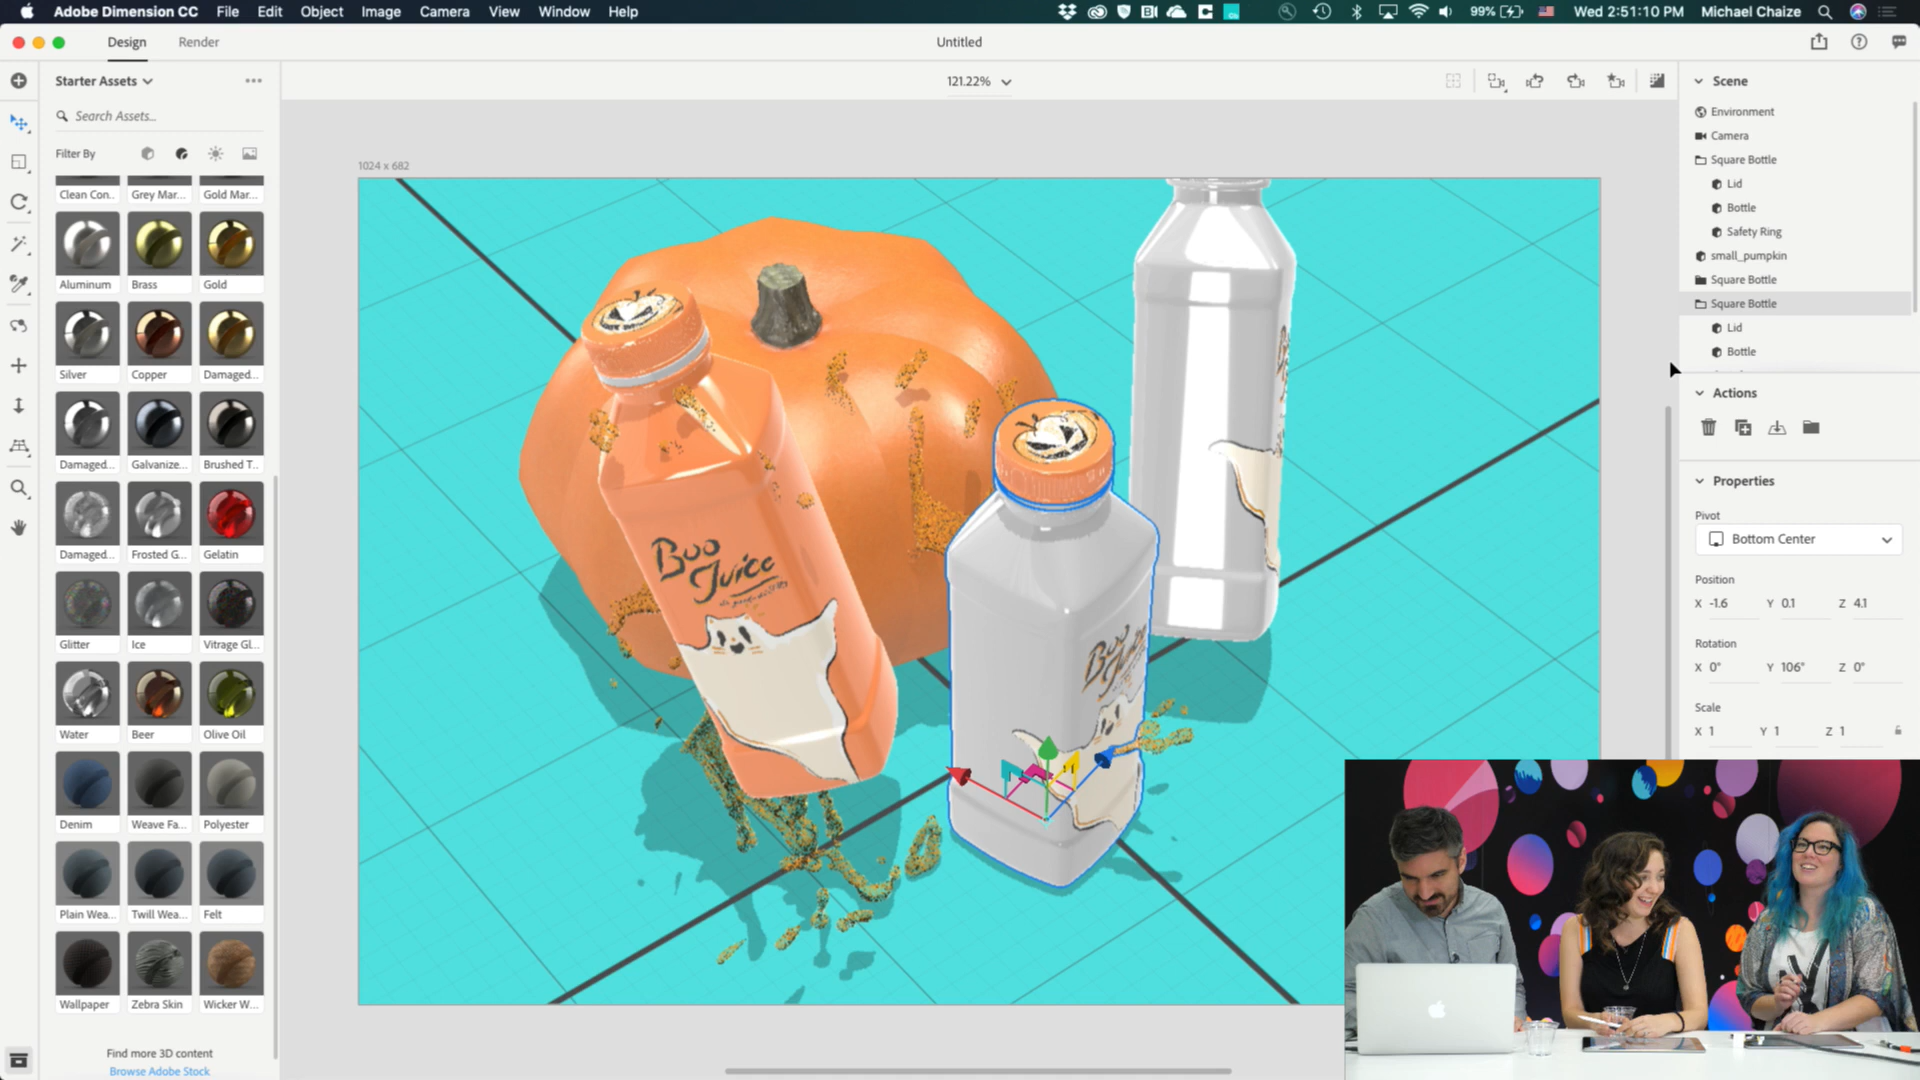 Adobe Dimension CC File Edit Object Image Camera View Window Help 99% Wed 2:51:10 PM Michael Chaize
Design Render Untitled
Starter Assets 121.22% Scene
Search Assets...
Filter By
Clean Con.. Grey Mar... Gold Mar...
Aluminum Brass Gold
Silver Copper Damaged...
Damaged... Galvanize... Brushed T...
Damaged... Frosted G... Gelatin
Glitter Ice Vitrage Gl...
Water Beer Olive Oil
Denim Weave Fa... Polyester
Plain Wea... Twill Wea... Felt
Wallpaper Zebra Skin Wicker W...
Find more 3D content
Browse Adobe Stock
1024 x 682
Boo
Juice
Boo
Environment
Camera
Square Bottle
Lid
Bottle
Safety Ring
small_pumpkin
Square Bottle
Square Bottle
Lid
Bottle
Actions
Properties
Pivot
Bottom Center
Position
X -1.6 Y 0.1 Z 4.1
Rotation
X 0° Y 106° Z 0°
Scale
X 1 Y 1 Z 1